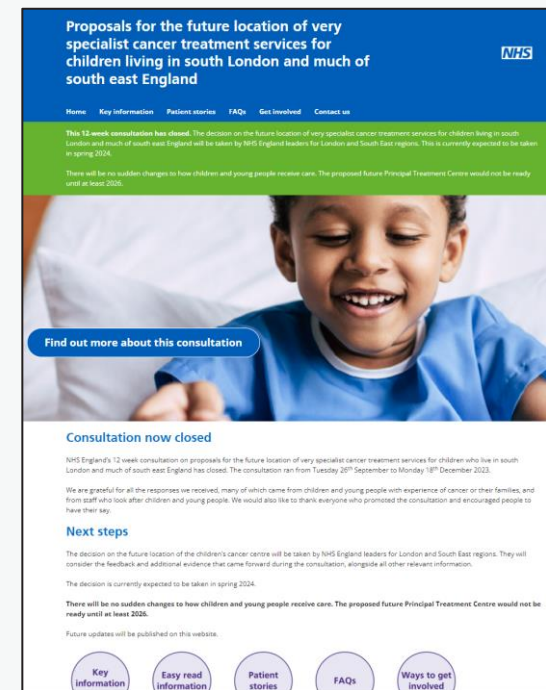 Proposals for the future location of very
specialist cancer treatment services for
children living in south London and much of
south east England
NHS
Home Key information Patient stories FAQs Get involved Contact us
This 12-week consultation has closed. The decision on the future location of very specialist cancer treatment services for children living in south
London and much of south east England will be taken by NHS England leaders for London and South East regions. This is currently expected to be taken
in spring 2024.
There will be no sudden changes to how children and young people receive care. The proposed future Principal Treatment Centre would not be ready
until at least 2026.
Find out more about this consultation
Consultation now closed
NHS England's 12 week consultation on proposals for the future location of very specialist cancer treatment services for children who live in south
London and much of south east England has closed. The consultation ran from Tuesday 26th September to Monday 18th December 2023.
We are grateful for all the responses we received, many of which came from children and young people with experience of cancer or their families, and
from staff who look after children and young people. We would also like to thank everyone who promoted the consultation and encouraged people to
have their say.
Next steps
The decision on the future location of the children's cancer centre will be taken by NHS England leaders for London and South East regions. They will
consider the feedback and additional evidence that came forward during the consultation, alongside all other relevant information.
The decision is currently expected to be taken in spring 2024.
There will be no sudden changes to how children and young people receive care. The proposed future Principal Treatment Centre would not be
ready until at least 2026.
Future updates will be published on this website.
Key
information
Easy read
information
Patient
stories
FAQs
Ways to get
involved